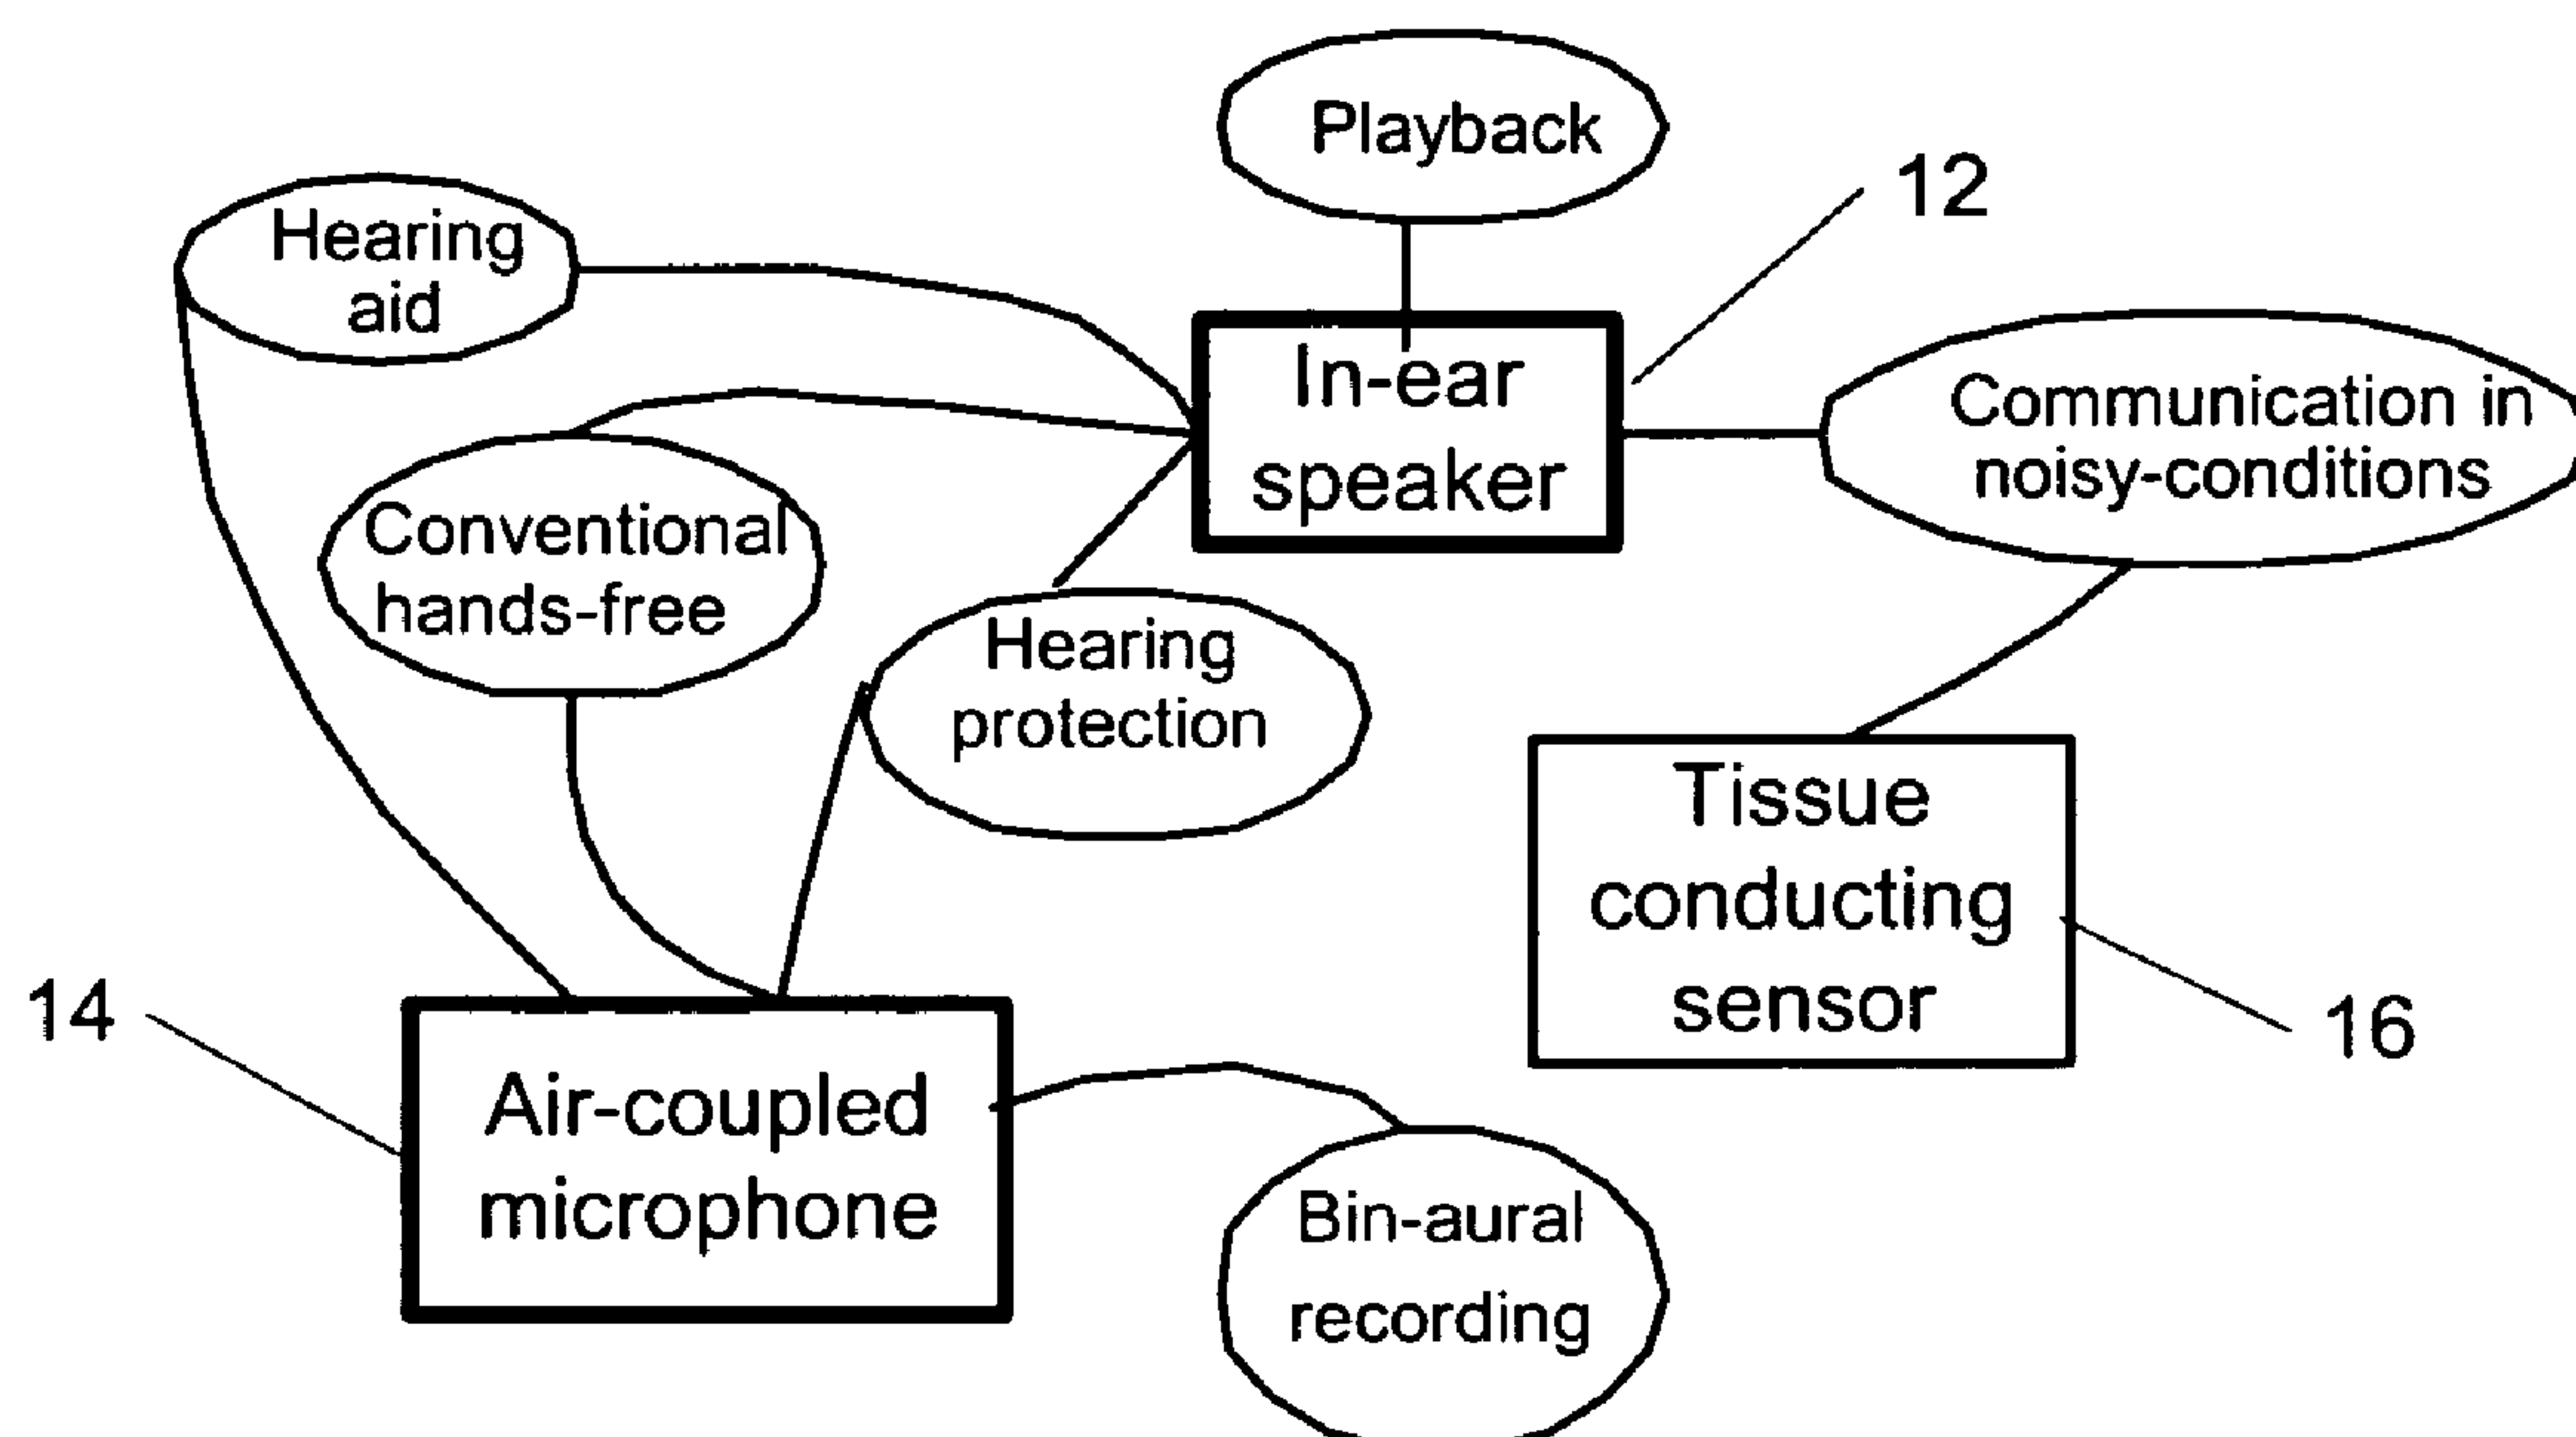 Playback
12
Hearing
aid
In-ear
speaker
Communication in
noisy-conditions
Conventional
hands-free
Hearing
protection
Tissue
conducting
sensor
14
16
Air-coupled
microphone
Bin-aural
recording